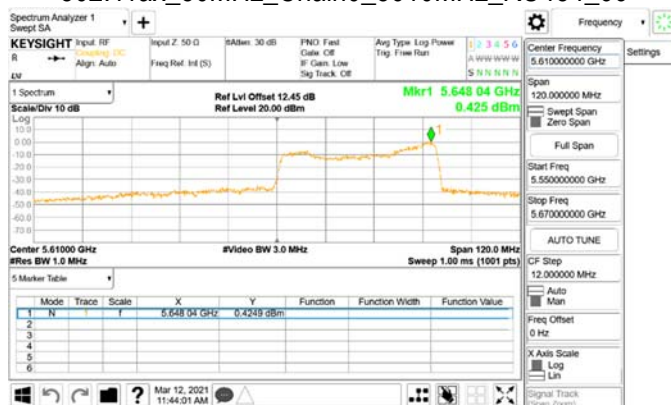 Spectrum Analyzer 1
Swept SA
Frequency
Settings
KEYSIGHT
Input: RF
Coupling: DC
Align: Auto
Input Z: 50 Ω
Freq Ref: Int (S)
#Atten: 30 dB
PNO: Fast
Gate: Off
IF Gain: Low
Sig Track: Off
Avg Type: Log-Power
Trig: Free Run
1 2 3 4 5 6
A WW WW W
S N N N N N
R
LXI
Center Frequency
5.610000000 GHz
Span
120.000000 MHz
Swept Span
Zero Span
Full Span
Start Freq
5.550000000 GHz
Stop Freq
5.670000000 GHz
AUTO TUNE
CF Step
12.000000 MHz
Auto
Man
Freq Offset
0 Hz
X Axis Scale
Log
Lin
Signal Track
(Span Zoom)
1 Spectrum
Scale/Div 10 dB
Ref Lvl Offset 12.45 dB
Ref Level 20.00 dBm
Mkr1 5.648 04 GHz
0.425 dBm
Log
10.0
0.00
-10.0
-20.0
-30.0
-40.0
-50.0
-60.0
-70.0
1
Center 5.61000 GHz
#Res BW 1.0 MHz
#Video BW 3.0 MHz
Span 120.0 MHz
Sweep 1.00 ms (1001 pts)
5 Marker Table
Mode Trace Scale X Y Function Function Width Function Value
1 N 1 f 5.648 04 GHz 0.4249 dBm
2
3
4
5
6
Mar 12, 2021
11:44:01 AM